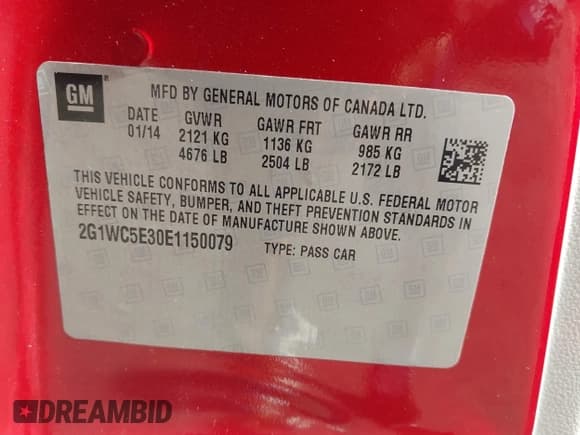 GM ®
MFD BY GENERAL MOTORS OF CANADA LTD.
DATE GVWR GAWR FRT GAWR RR
01/14 2121 KG 1136 KG 985 KG
4676 LB 2504 LB 2172 LB
THIS VEHICLE CONFORMS TO ALL APPLICABLE U.S. FEDERAL MOTOR
VEHICLE SAFETY, BUMPER, AND THEFT PREVENTION STANDARDS IN
EFFECT ON THE DATE OF MANUFACTURE SHOWN ABOVE.
2G1WC5E30E1150079 TYPE: PASS CAR
DREAMBID